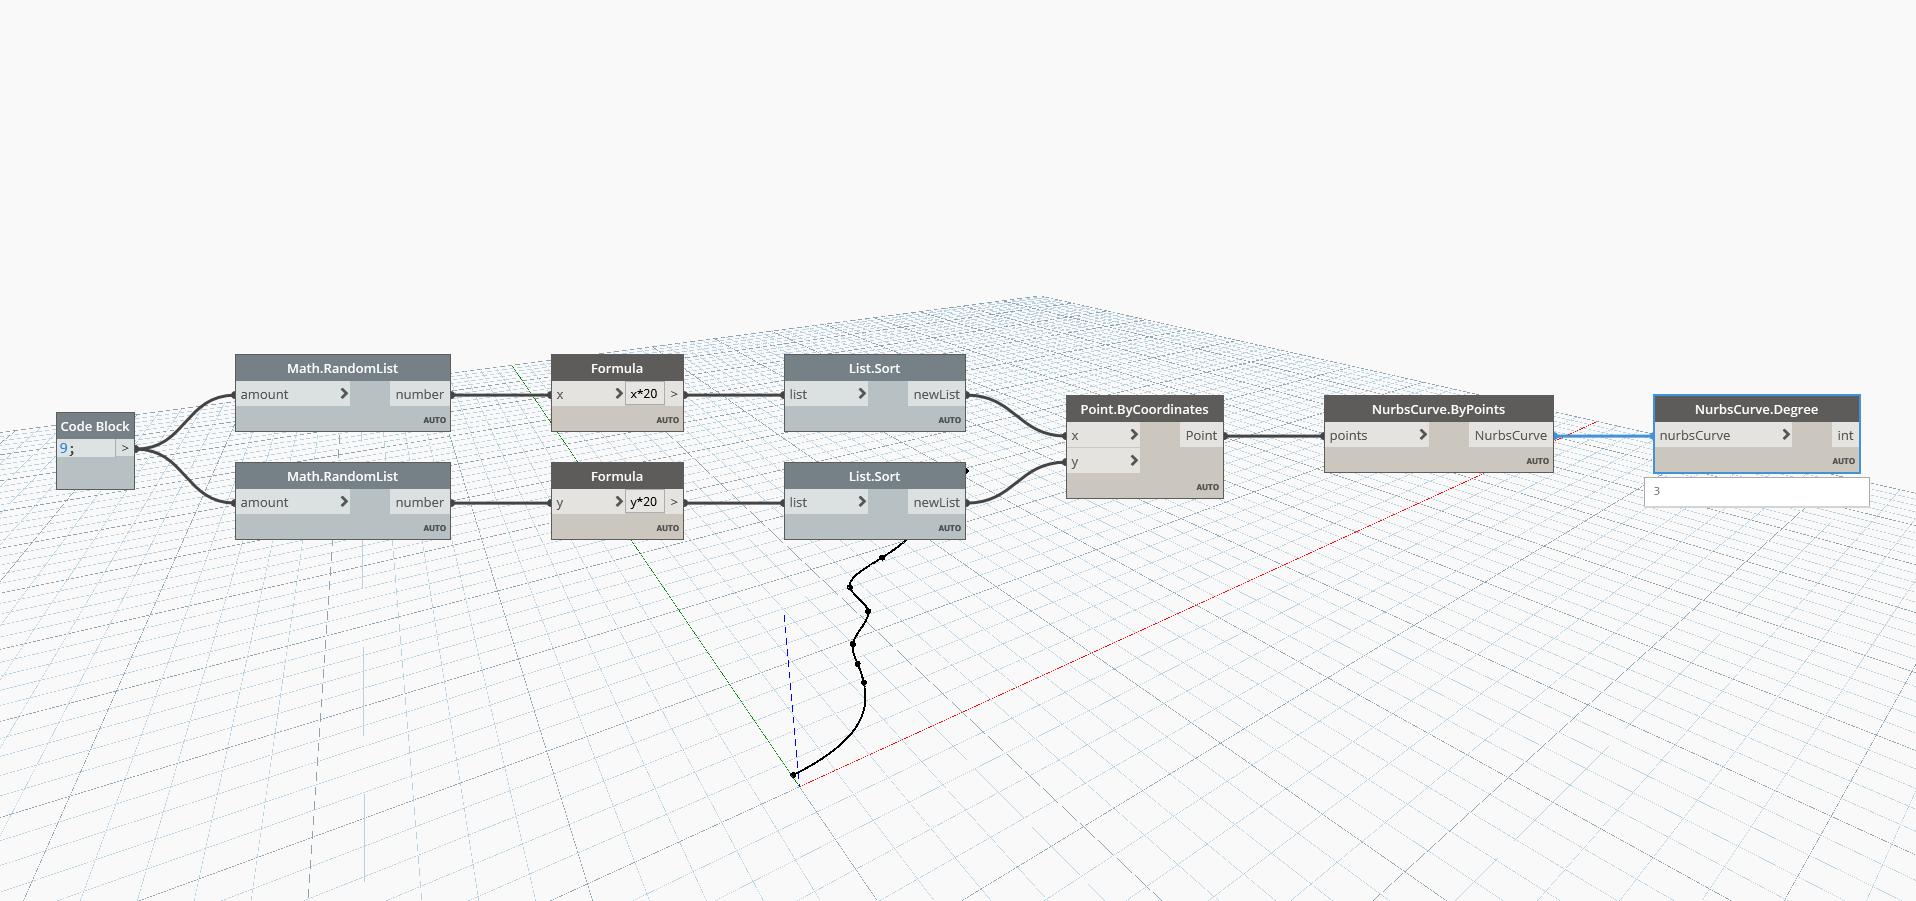 Code Block
9;
>
Math.RandomList
amount
number
AUTO
Math.RandomList
amount
number
AUTO
Formula
x
x*20
>
AUTO
Formula
y
y*20
>
AUTO
List.Sort
list
newList
AUTO
List.Sort
list
newList
AUTO
Point.ByCoordinates
x
Point
y
AUTO
NurbsCurve.ByPoints
points
NurbsCurve
AUTO
NurbsCurve.Degree
nurbsCurve
int
AUTO
3